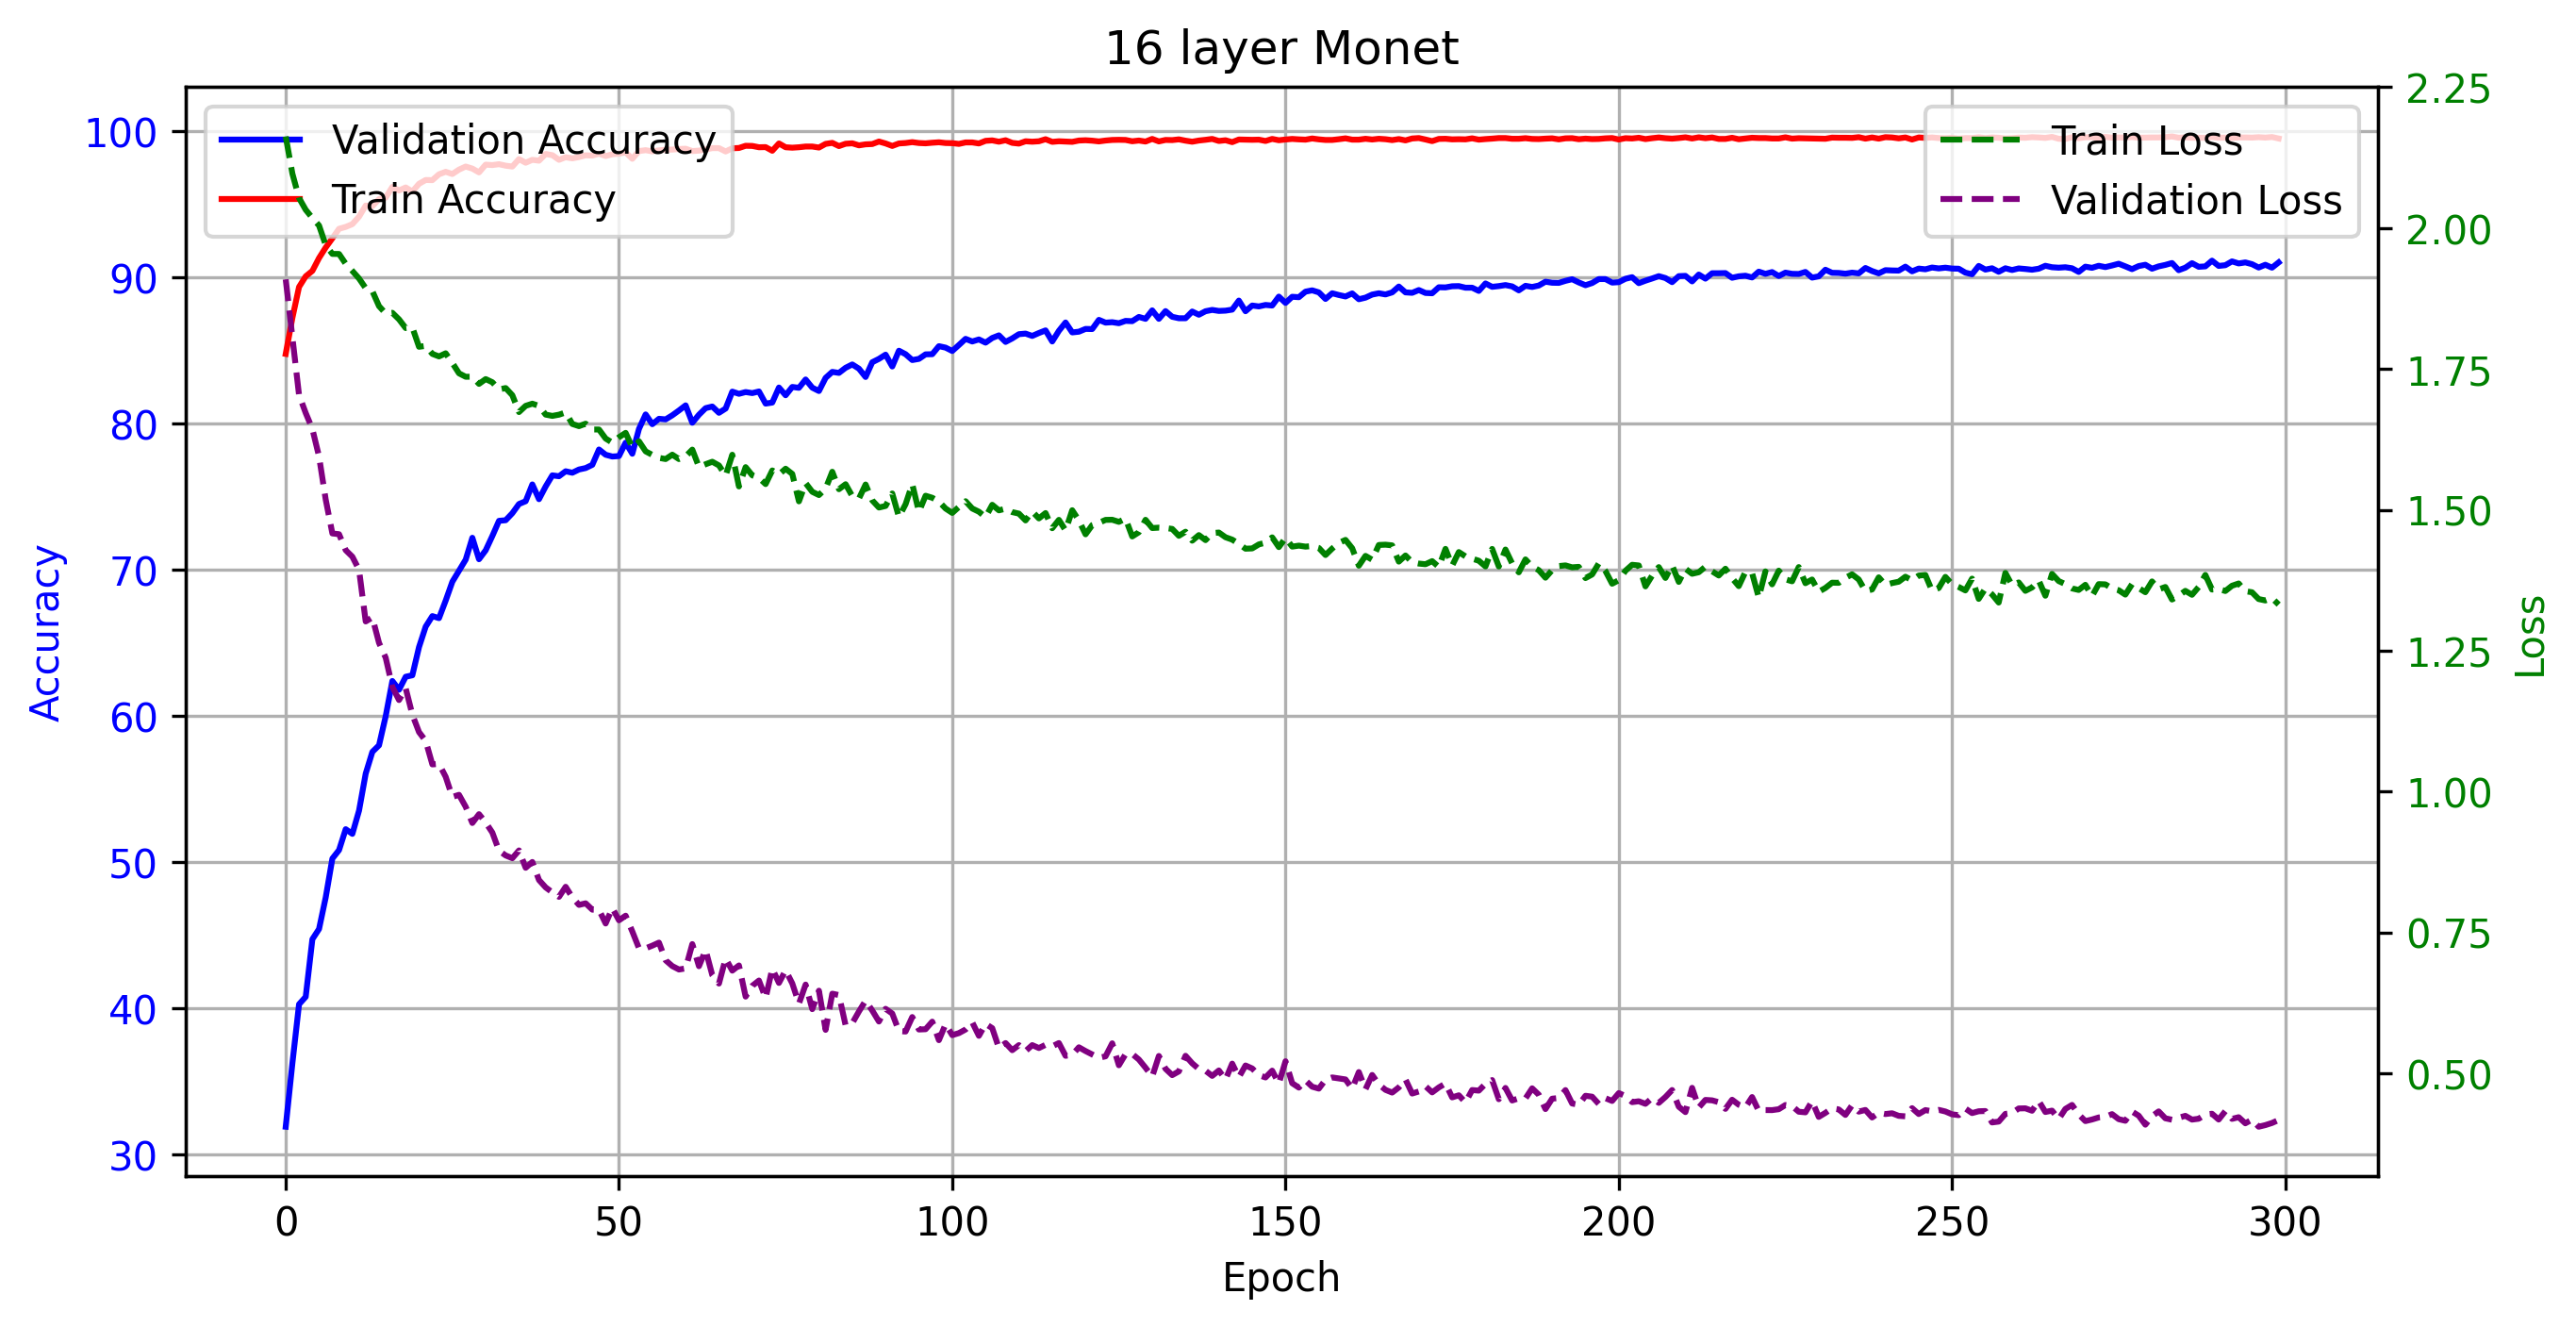 16 layer Monet
Validation Accuracy
Train Accuracy
Train Loss
Validation Loss
Accuracy
100
90
80
70
60
50
40
30
2.25
2.00
1.75
1.50
1.25
1.00
0.75
0.50
Loss
0 50 100 150 200 250 300
Epoch